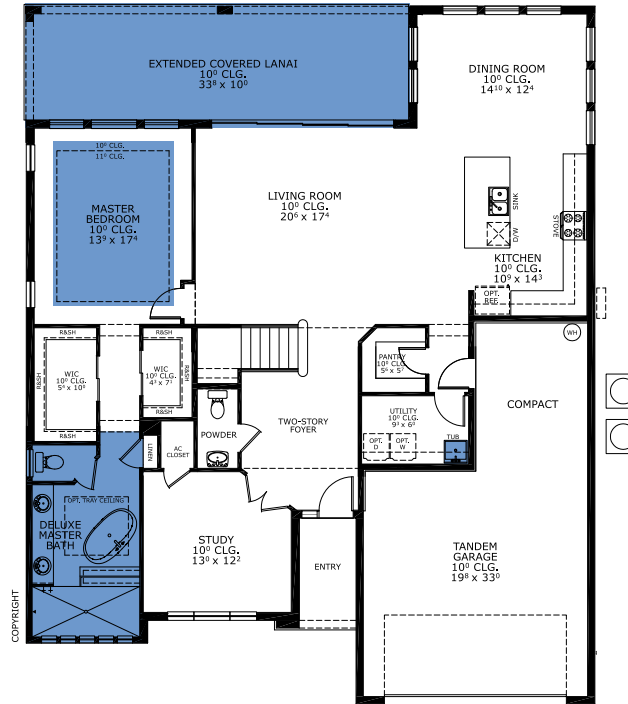 EXTENDED COVERED LANAI
10⁰ CLG.
33⁸ x 10⁰
DINING ROOM
10⁰ CLG.
14¹⁰ x 12⁴
10⁰ CLG.
11⁰ CLG.
MASTER
BEDROOM
10⁰ CLG.
13⁹ x 17⁴
LIVING ROOM
10⁰ CLG.
20⁶ x 17⁴
SINK
D/W
STOVE
KITCHEN
10⁰ CLG.
10⁹ x 14³
OPT.
REF.
R&SH
R&SH
WIC
10⁰ CLG.
5⁸ x 10⁸
R&SH
R&SH
WIC
10⁰ CLG.
4³ x 7¹
R&SH
R&SH
PANTRY
10⁰ CLG.
5⁶ x 5⁷
WH
COMPACT
UTILITY
10⁰ CLG.
9³ x 6⁰
OPT.
D
OPT.
W
TUB
TWO-STORY
FOYER
POWDER
AC
CLOSET
LINEN
OPT. TRAY CEILING
DELUXE
MASTER
BATH
STUDY
10⁰ CLG.
13⁰ x 12²
ENTRY
TANDEM
GARAGE
10⁰ CLG.
19⁸ x 33⁰
COPYRIGHT